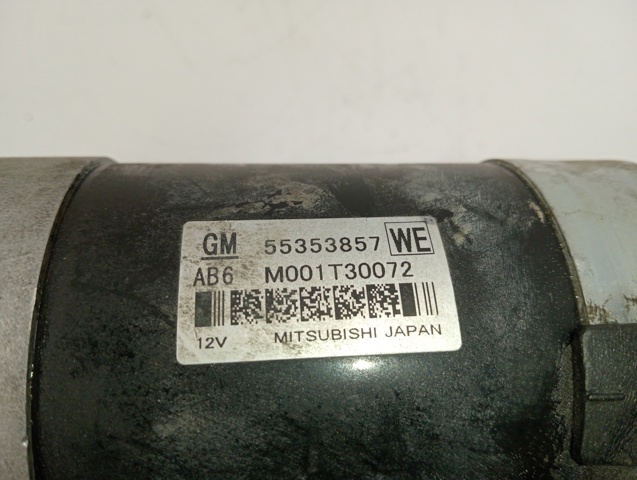 GM 55353857 WE
AB6 M001T30072
12V MITSUBISHI JAPAN